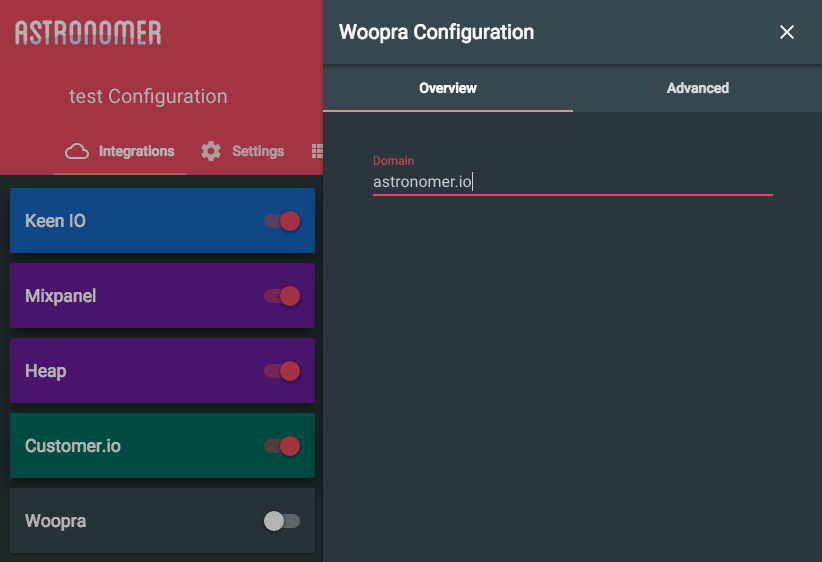 ASTRONOMER
test Configuration
Integrations Settings
Keen IO
Mixpanel
Heap
Customer.io
Woopra
Woopra Configuration
Overview Advanced
Domain
astronomer.io